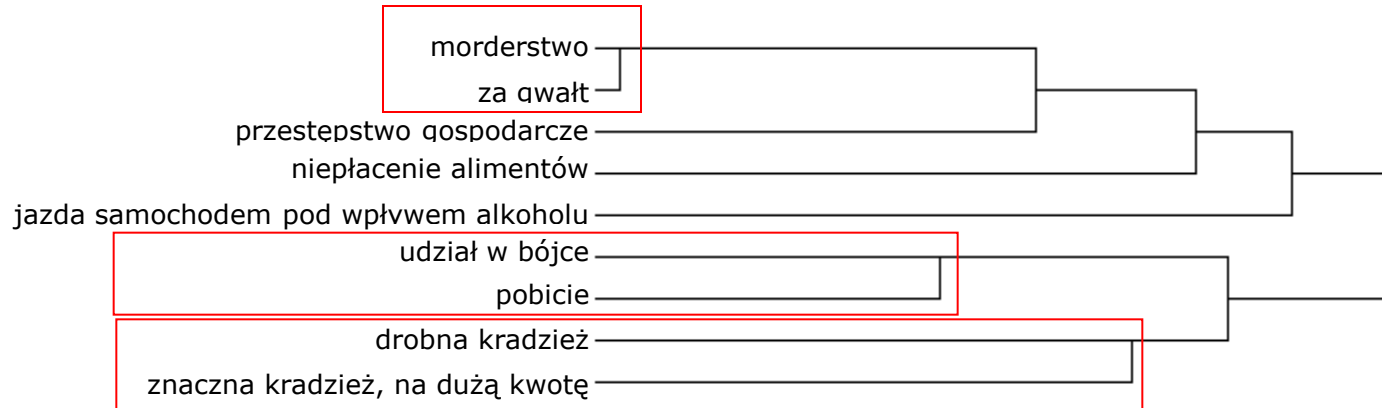 morderstwo
za gwałt
przestępstwo gospodarcze
niepłacenie alimentów
jazda samochodem pod wpływem alkoholu
udział w bójce
pobicie
drobna kradzież
znaczna kradzież, na dużą kwotę